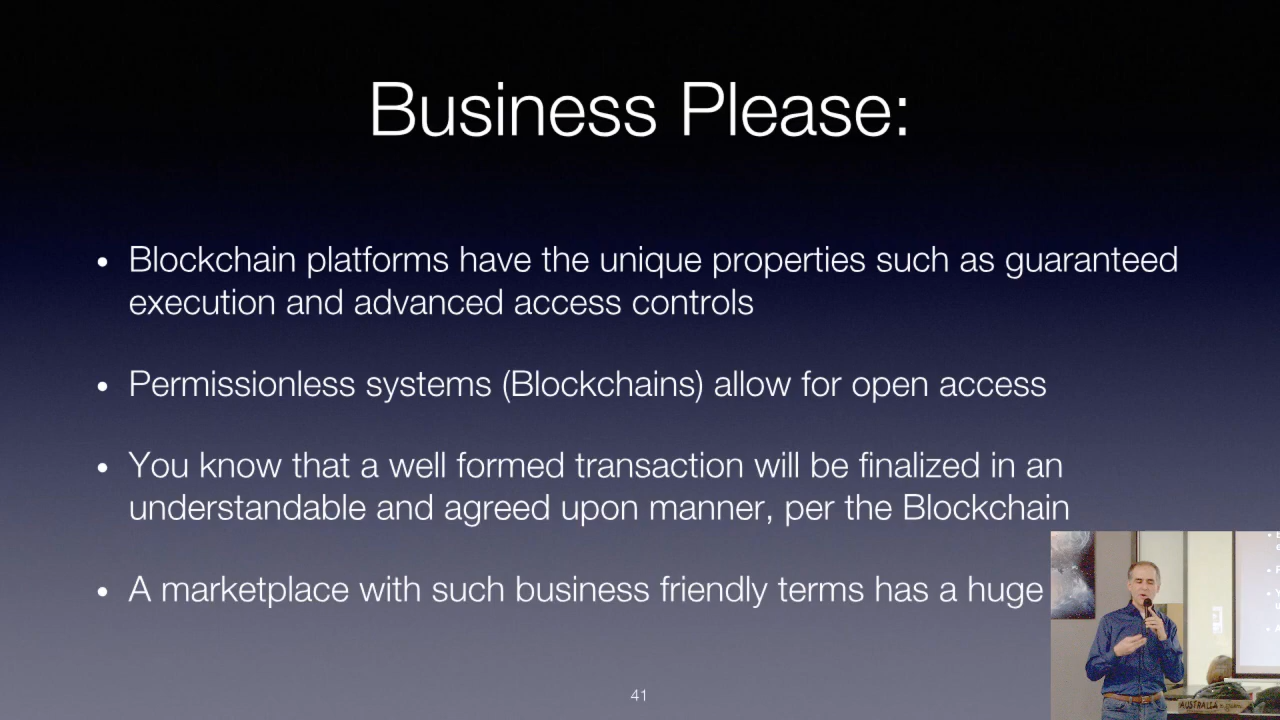 Business Please:
• Blockchain platforms have the unique properties such as guaranteed
execution and advanced access controls
• Permissionless systems (Blockchains) allow for open access
• You know that a well formed transaction will be finalized in an
understandable and agreed upon manner, per the Blockchain
• A marketplace with such business friendly terms has a huge
41
AUSTRALIA